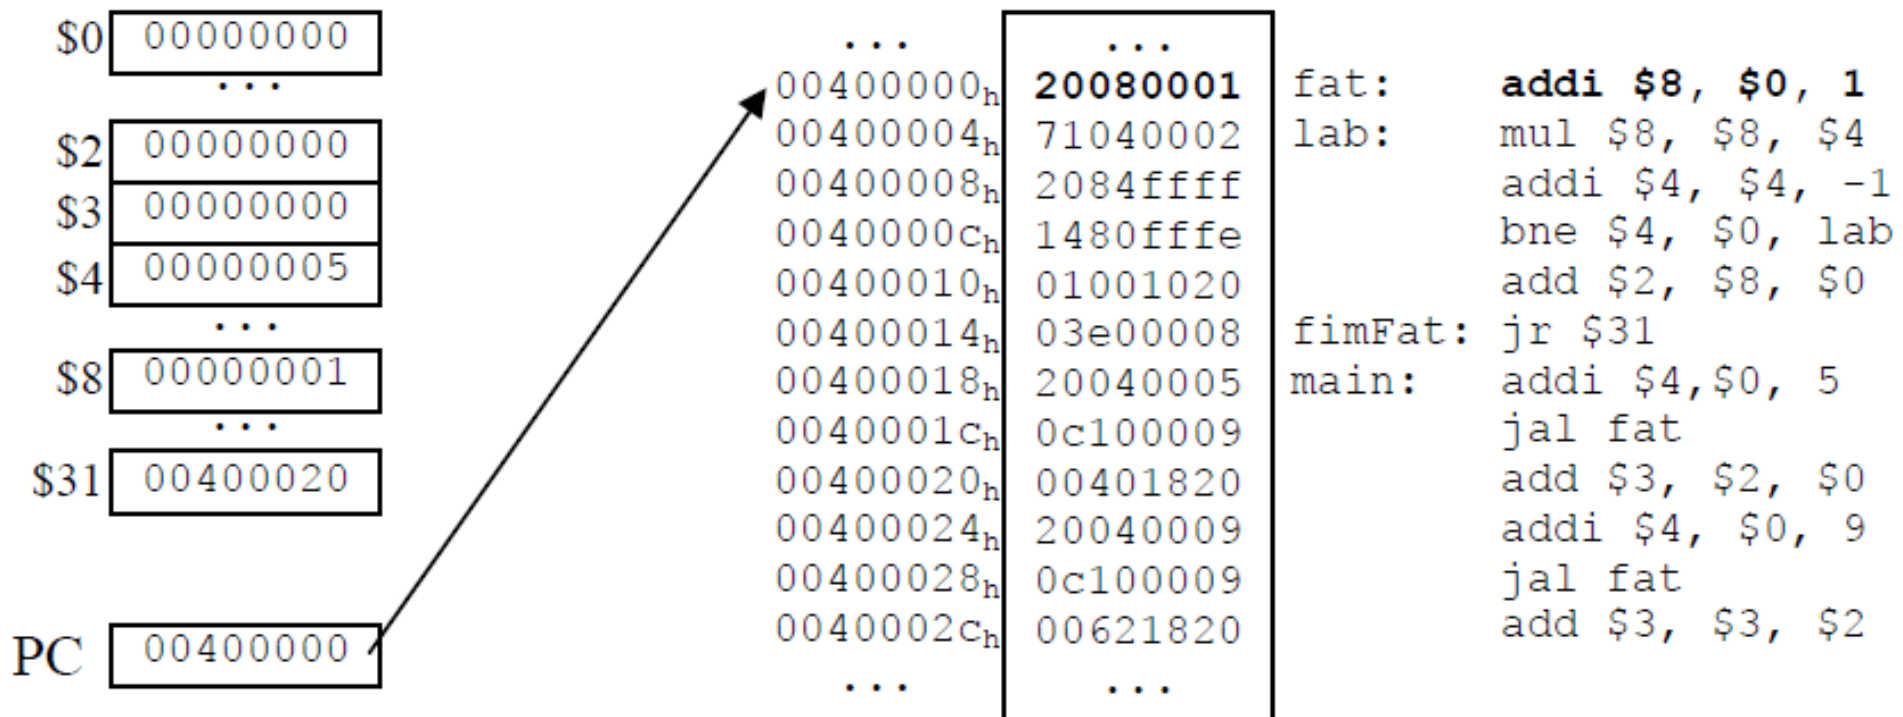 $0 00000000
...
$2 00000000
$3 00000000
$4 00000005
...
$8 00000001
...
$31 00400020
PC 00400000
... ...
00400000h 20080001 fat: addi $8, $0, 1
00400004h 71040002 lab: mul $8, $8, $4
00400008h 2084ffff addi $4, $4, -1
0040000ch 1480fffe bne $4, $0, lab
00400010h 01001020 add $2, $8, $0
00400014h 03e00008 fimFat: jr $31
00400018h 20040005 main: addi $4,$0, 5
0040001ch 0c100009 jal fat
00400020h 00401820 add $3, $2, $0
00400024h 20040009 addi $4, $0, 9
00400028h 0c100009 jal fat
0040002ch 00621820 add $3, $3, $2
... ...